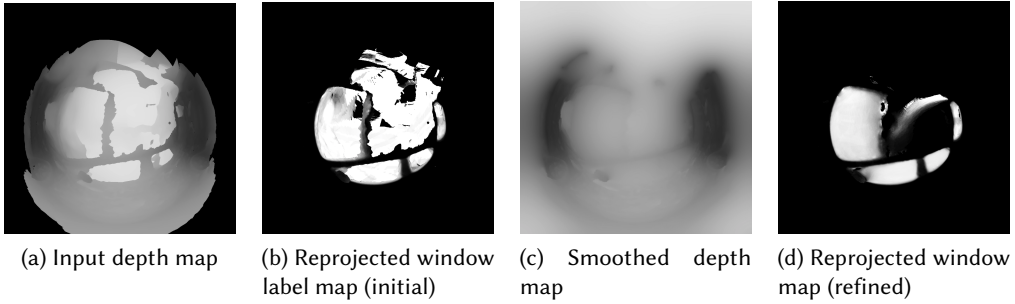 (a) Input depth map
(b) Reprojected window
label map (initial)
(c) Smoothed depth
map
(d) Reprojected window
map (refined)